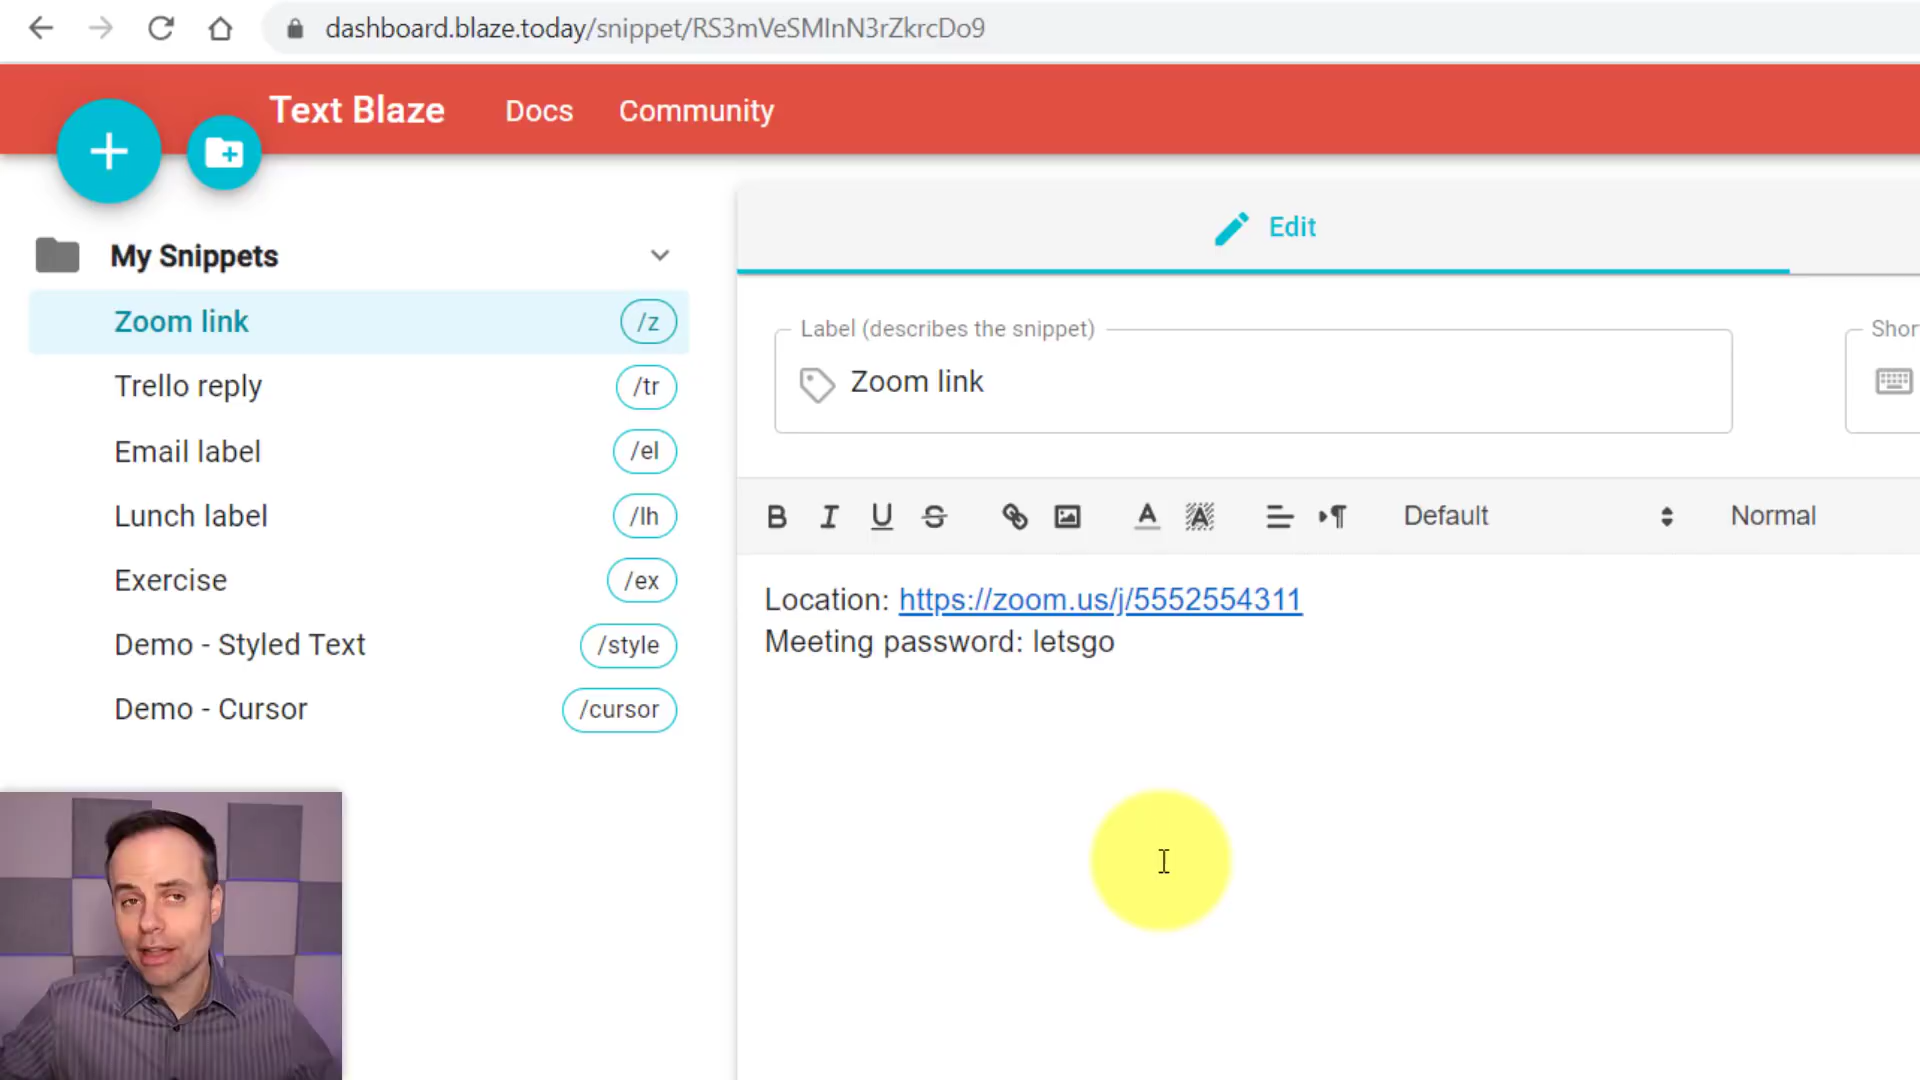 dashboard.blaze.today/snippet/RS3mVeSMInN3rZkrcDo9
Text Blaze Docs Community
My Snippets
Zoom link /z
Trello reply /tr
Email label /el
Lunch label /lh
Exercise /ex
Demo - Styled Text /style
Demo - Cursor /cursor
Edit
Label (describes the snippet)
Zoom link
Shor
B I U S A A Default Normal
Location: https://zoom.us/j/5552554311
Meeting password: letsgo